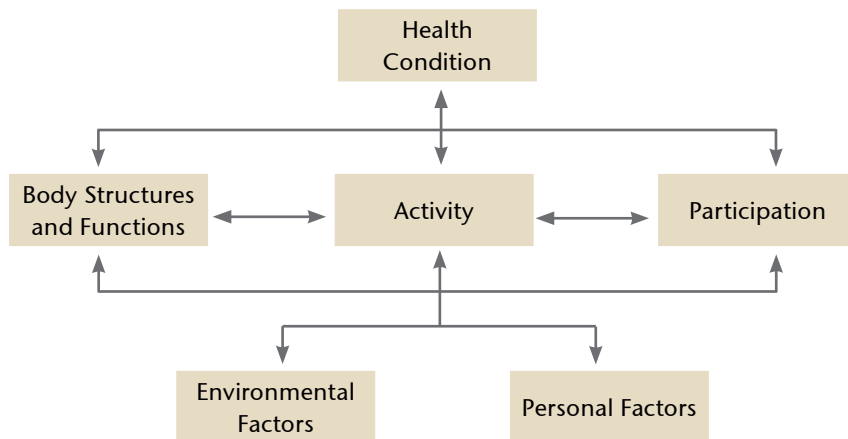 Health
Condition
Body Structures
and Functions
Activity
Participation
Environmental
Factors
Personal Factors